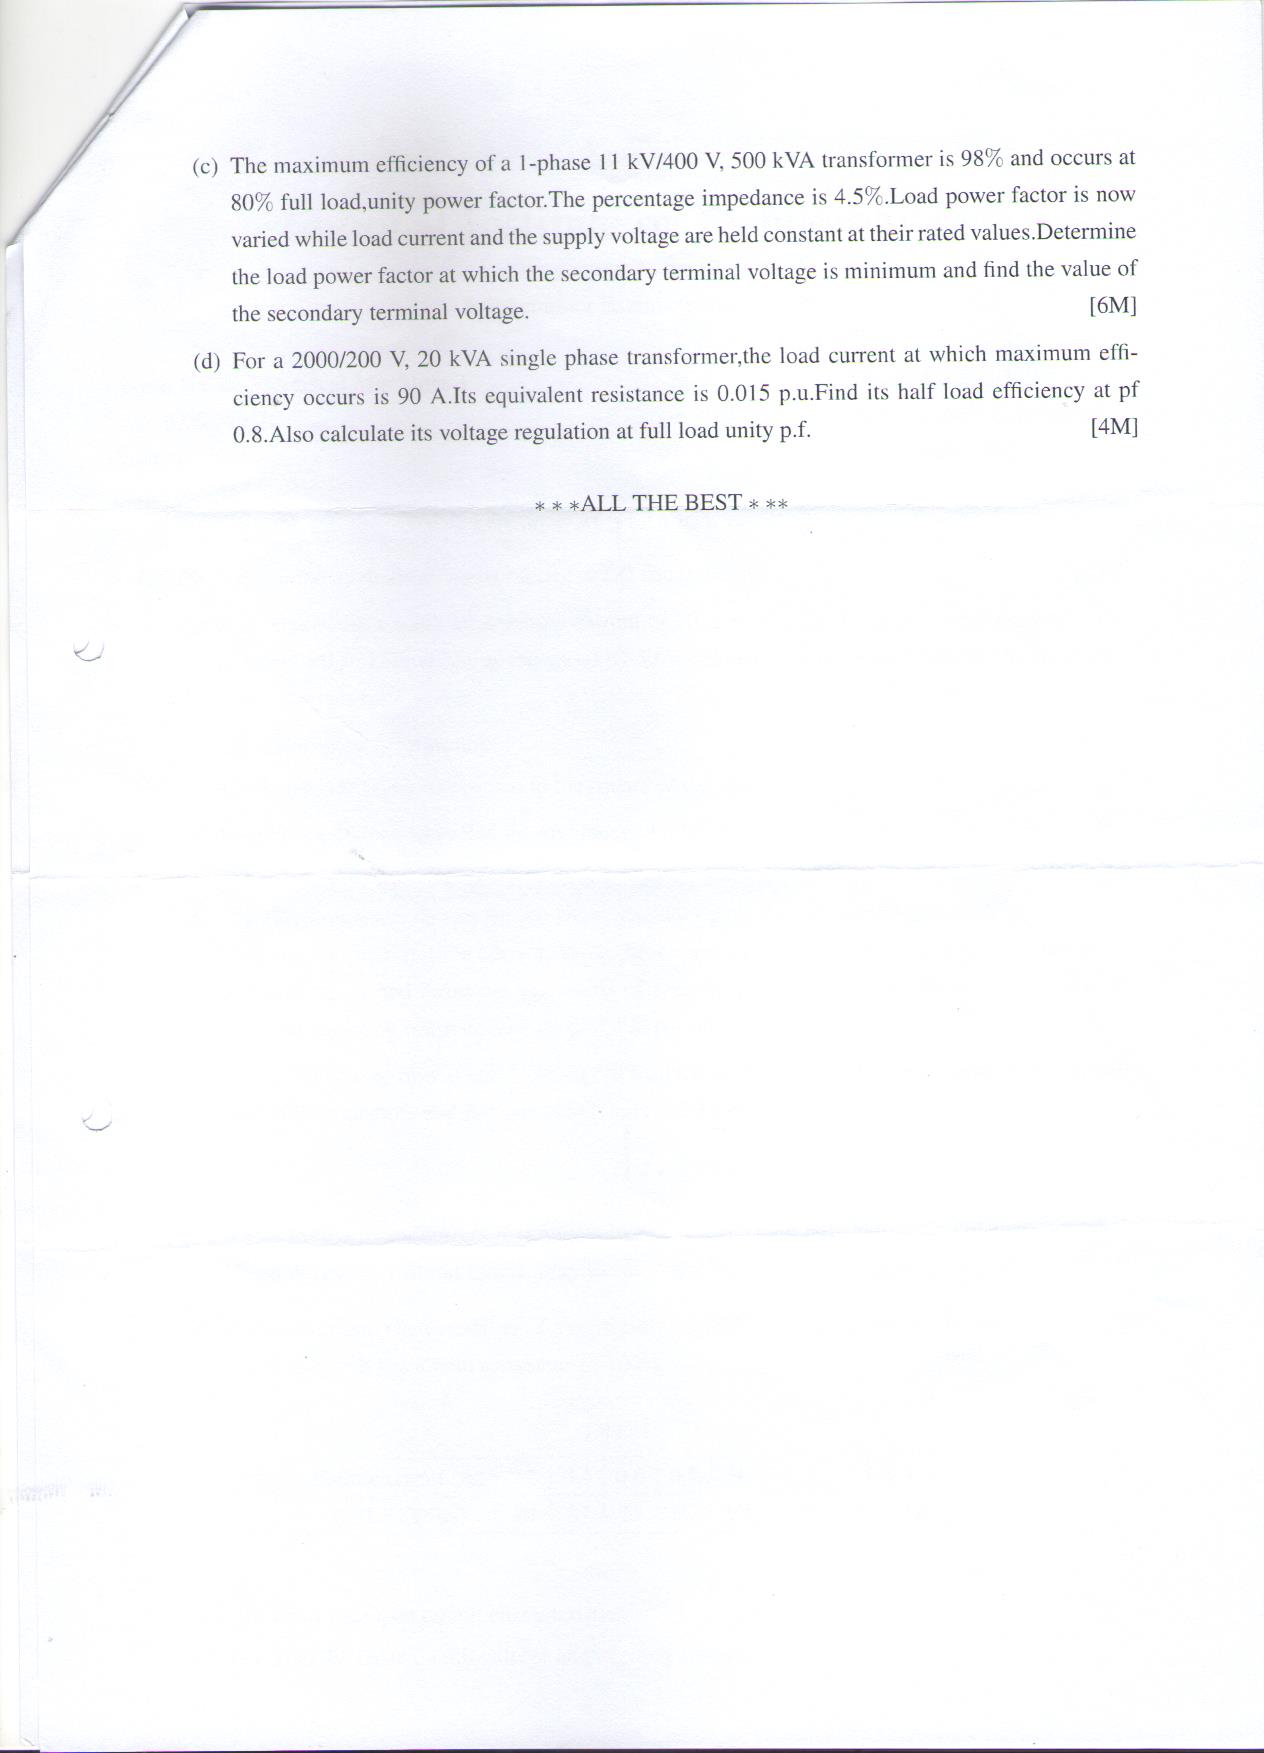 (c) The maximum efficiency of a 1-phase 11 kV/400 V, 500 kVA transformer is 98% and occurs at
80% full load,unity power factor.The percentage impedance is 4.5%.Load power factor is now
varied while load current and the supply voltage are held constant at their rated values.Determine
the load power factor at which the secondary terminal voltage is minimum and find the value of
the secondary terminal voltage. [6M]
(d) For a 2000/200 V, 20 kVA single phase transformer,the load current at which maximum effi-
ciency occurs is 90 A.Its equivalent resistance is 0.015 p.u.Find its half load efficiency at pf
0.8.Also calculate its voltage regulation at full load unity p.f. [4M]
* * *ALL THE BEST * **